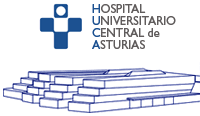 HOSPITAL
UNIVERSITARIO
CENTRAL de
ASTURIAS